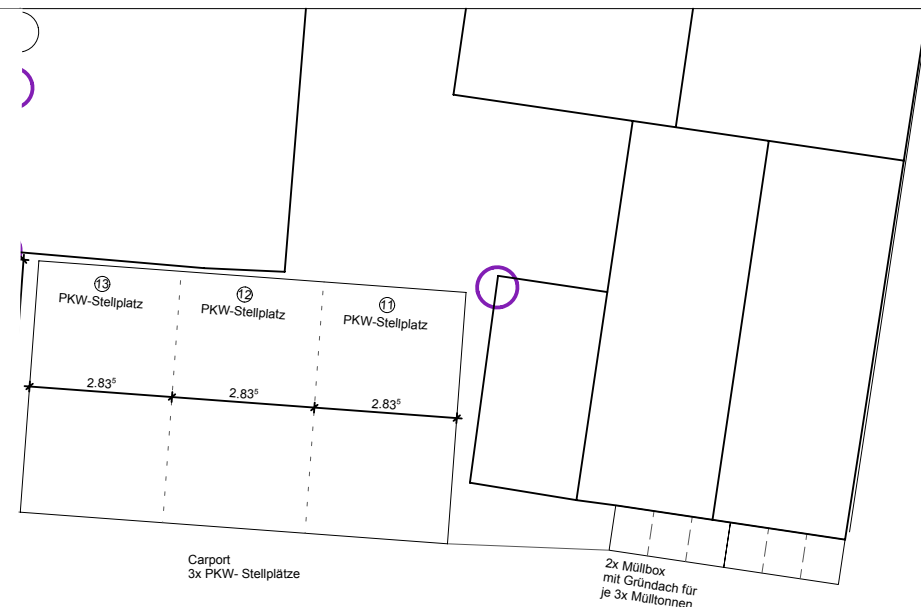 13
PKW-Stellplatz
12
PKW-Stellplatz
11
PKW-Stellplatz
2.83⁵
2.83⁵
2.83⁵
Carport
3x PKW- Stellplätze
2x Müllbox
mit Gründach für
je 3x Mülltonnen